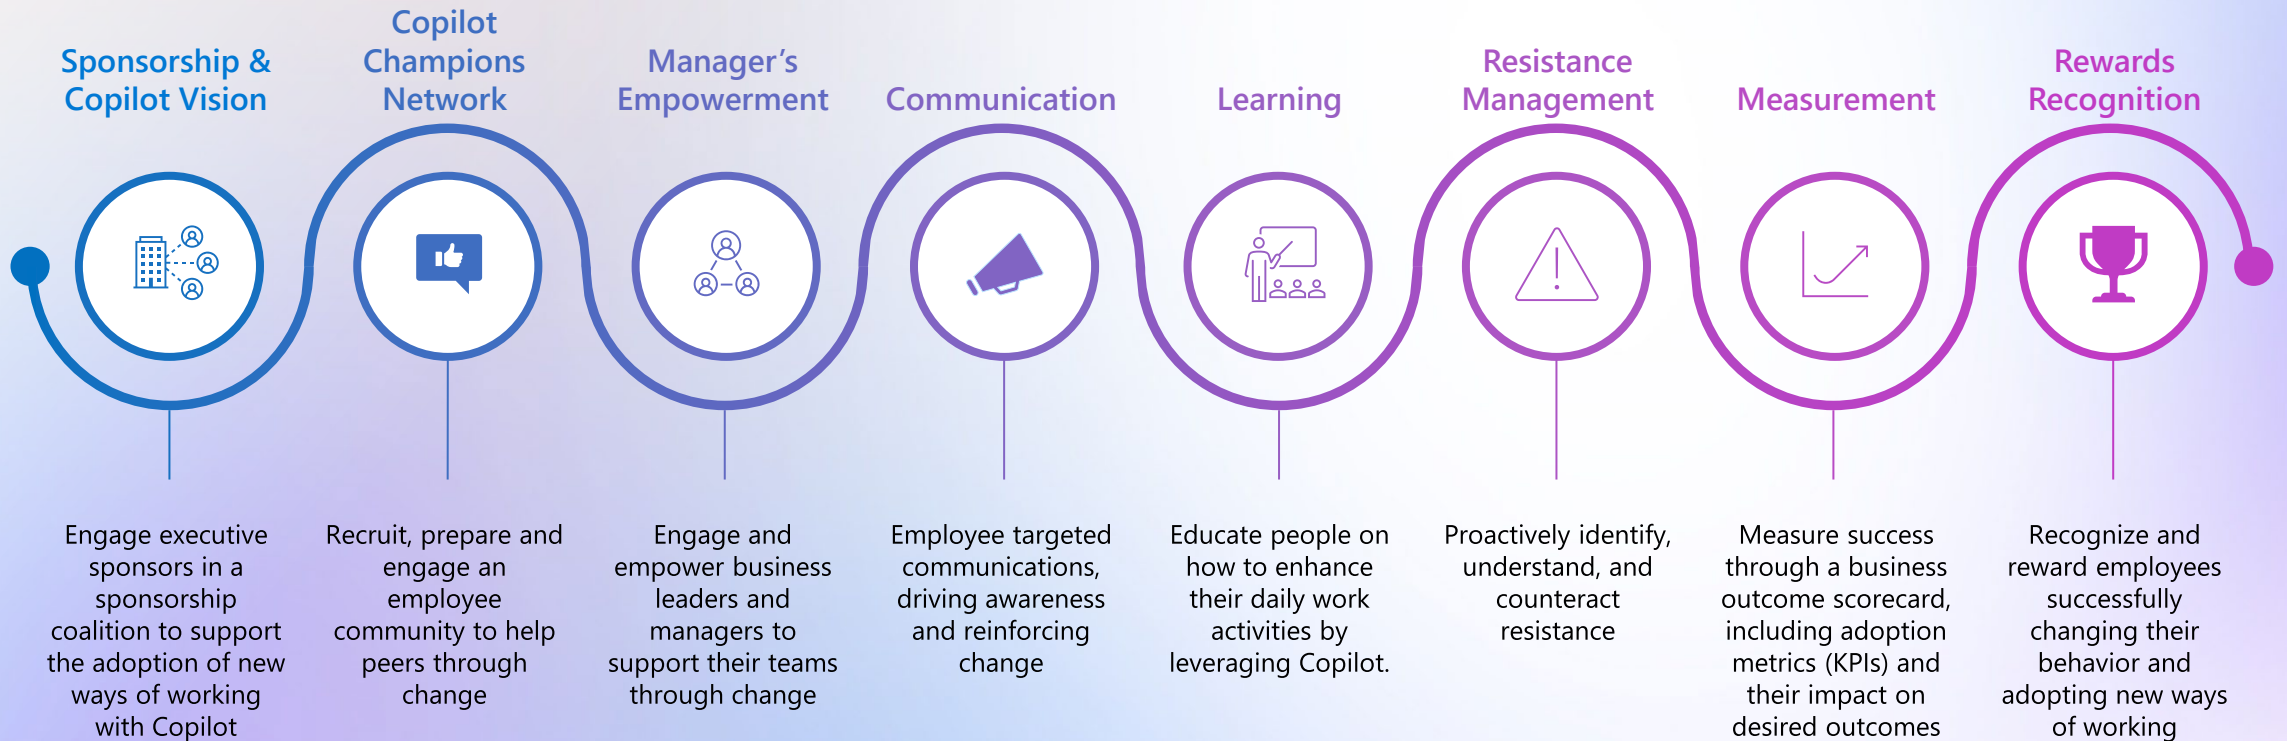 Sponsorship &
Copilot Vision
Copilot
Champions
Network
Manager’s
Empowerment
Communication
Learning
Resistance
Management
Measurement
Rewards
Recognition
Engage executive
sponsors in a
sponsorship
coalition to support
the adoption of new
ways of working
with Copilot
Recruit, prepare and
engage an
employee
community to help
peers through
change
Engage and
empower business
leaders and
managers to
support their teams
through change
Employee targeted
communications,
driving awareness
and reinforcing
change
Educate people on
how to enhance
their daily work
activities by
leveraging Copilot.
Proactively identify,
understand, and
counteract
resistance
Measure success
through a business
outcome scorecard,
including adoption
metrics (KPIs) and
their impact on
desired outcomes
Recognize and
reward employees
successfully
changing their
behavior and
adopting new ways
of working